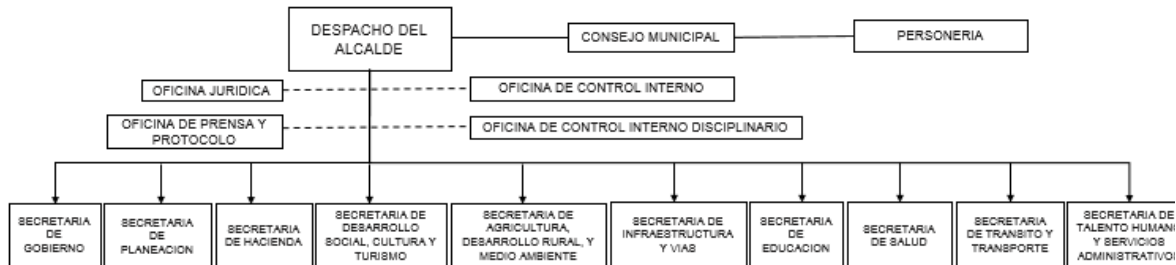 DESPACHO DEL
ALCALDE
CONSEJO MUNICIPAL
PERSONERIA
OFICINA JURIDICA
OFICINA DE CONTROL INTERNO
OFICINA DE PRENSA Y
PROTOCOLO
OFICINA DE CONTROL INTERNO DISCIPLINARIO
SECRETARIA
DE
GOBIERNO
SECRETARIA
DE
PLANEACION
SECRETARIA
DE HACIENDA
SECRETARIA DE
DESARROLLO
SOCIAL, CULTURA Y
TURISMO
SECRETARIA DE
AGRICULTURA,
DESARROLLO RURAL, Y
MEDIO AMBIENTE
SECRETARIA DE
INFRAESTRUCTURA
Y VIAS
SECRETARIA
DE
EDUCACION
SECRETARIA
DE SALUD
SECRETARIA
DE TRANSITO Y
TRANSPORTE
SECRETARIA DE
TALENTO HUMANO
Y SERVICIOS
ADMINISTRATIVOS